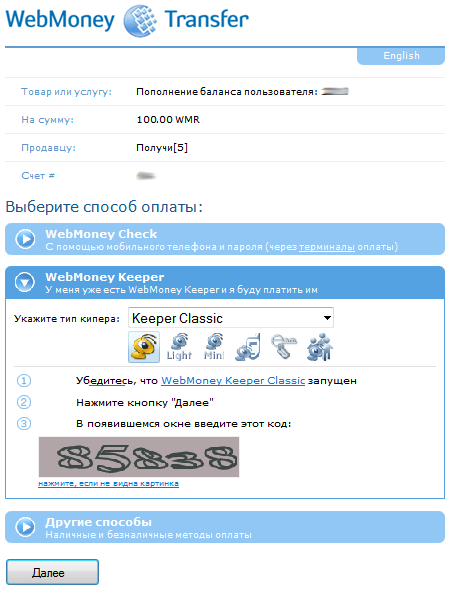 WebMoney Transfer
English
Товар или услугу: Пополнение баланса пользователя:
На сумму: 100.00 WMR
Продавцу: Получи[5]
Счет #
Выберите способ оплаты:
WebMoney Check
С помощью мобильного телефона и пароля (через терминалы оплаты)
WebMoney Keeper
У меня уже есть WebMoney Keeper и я буду платить им
Укажите тип кипера: Keeper Classic
Light Mini
1 Убедитесь, что WebMoney Keeper Classic запущен
2 Нажмите кнопку "Далее"
3 В появившемся окне введите этот код:
85838
нажмите, если не видна картинка
Другие способы
Наличные и безналичные методы оплаты
Далее